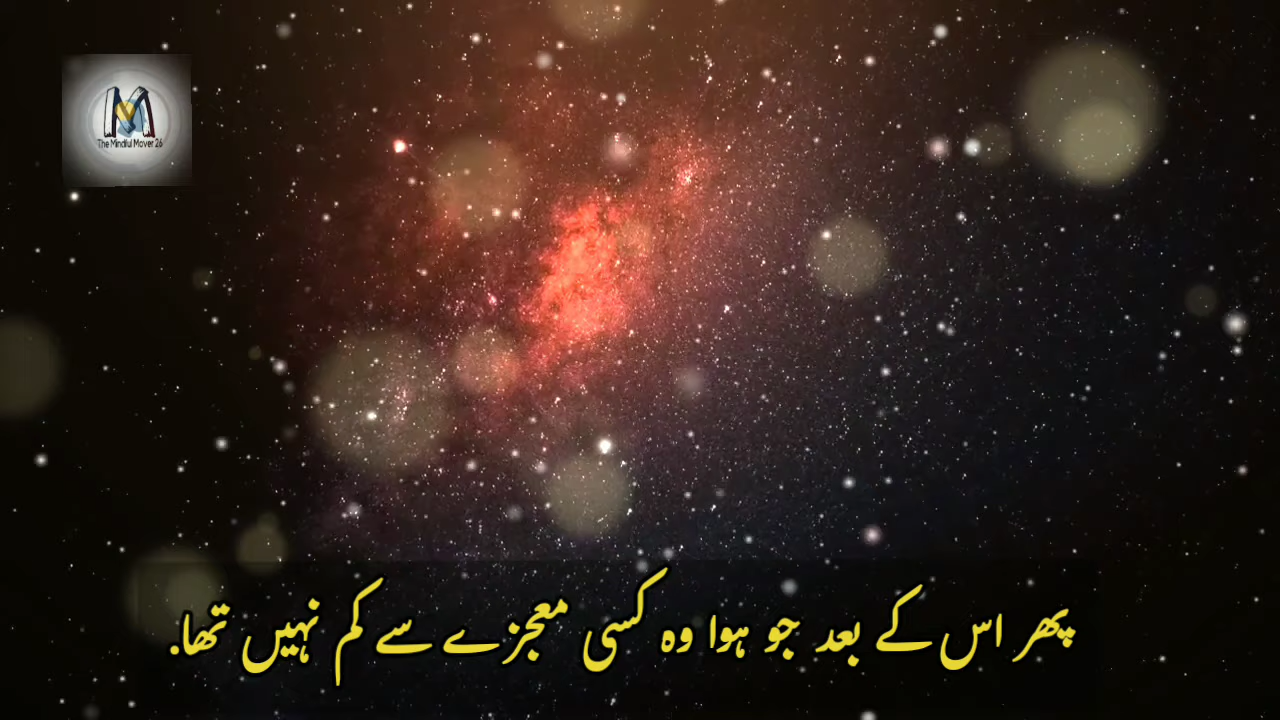 The Mindful Mover 26
پھر اس کے بعد جو ہوا وہ کسی معجزے سے کم نہیں تھا.